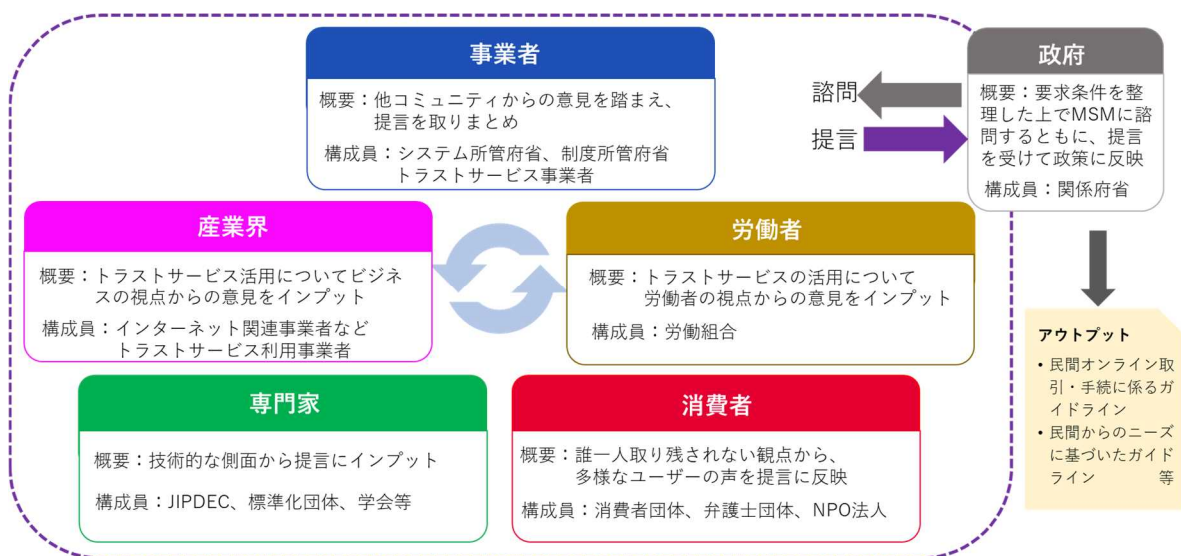 事業者
概要：他コミュニティからの意見を踏まえ、
提言を取りまとめ
構成員：システム所管府省、制度所管府省
トラストサービス事業者
諮問
提言
政府
概要：要求条件を整
理した上でMSMに諮
問するともに、提言
を受けて政策に反映
構成員：関係府省
産業界
概要：トラストサービス活用についてビジネ
スの視点からの意見をインプット
構成員：インターネット関連事業者など
トラストサービス利用事業者
労働者
概要：トラストサービスの活用について
労働者の視点からの意見をインプット
構成員：労働組合
アウトプット
• 民間オンライン取
引・手続に係るガ
イドライン
• 民間からのニーズ
に基づいたガイド
ライン 等
専門家
概要：技術的な側面から提言にインプット
構成員：JIPDEC、標準化団体、学会等
消費者
概要：誰一人取り残されない観点から、
多様なユーザーの声を提言に反映
構成員：消費者団体、弁護士団体、NPO法人